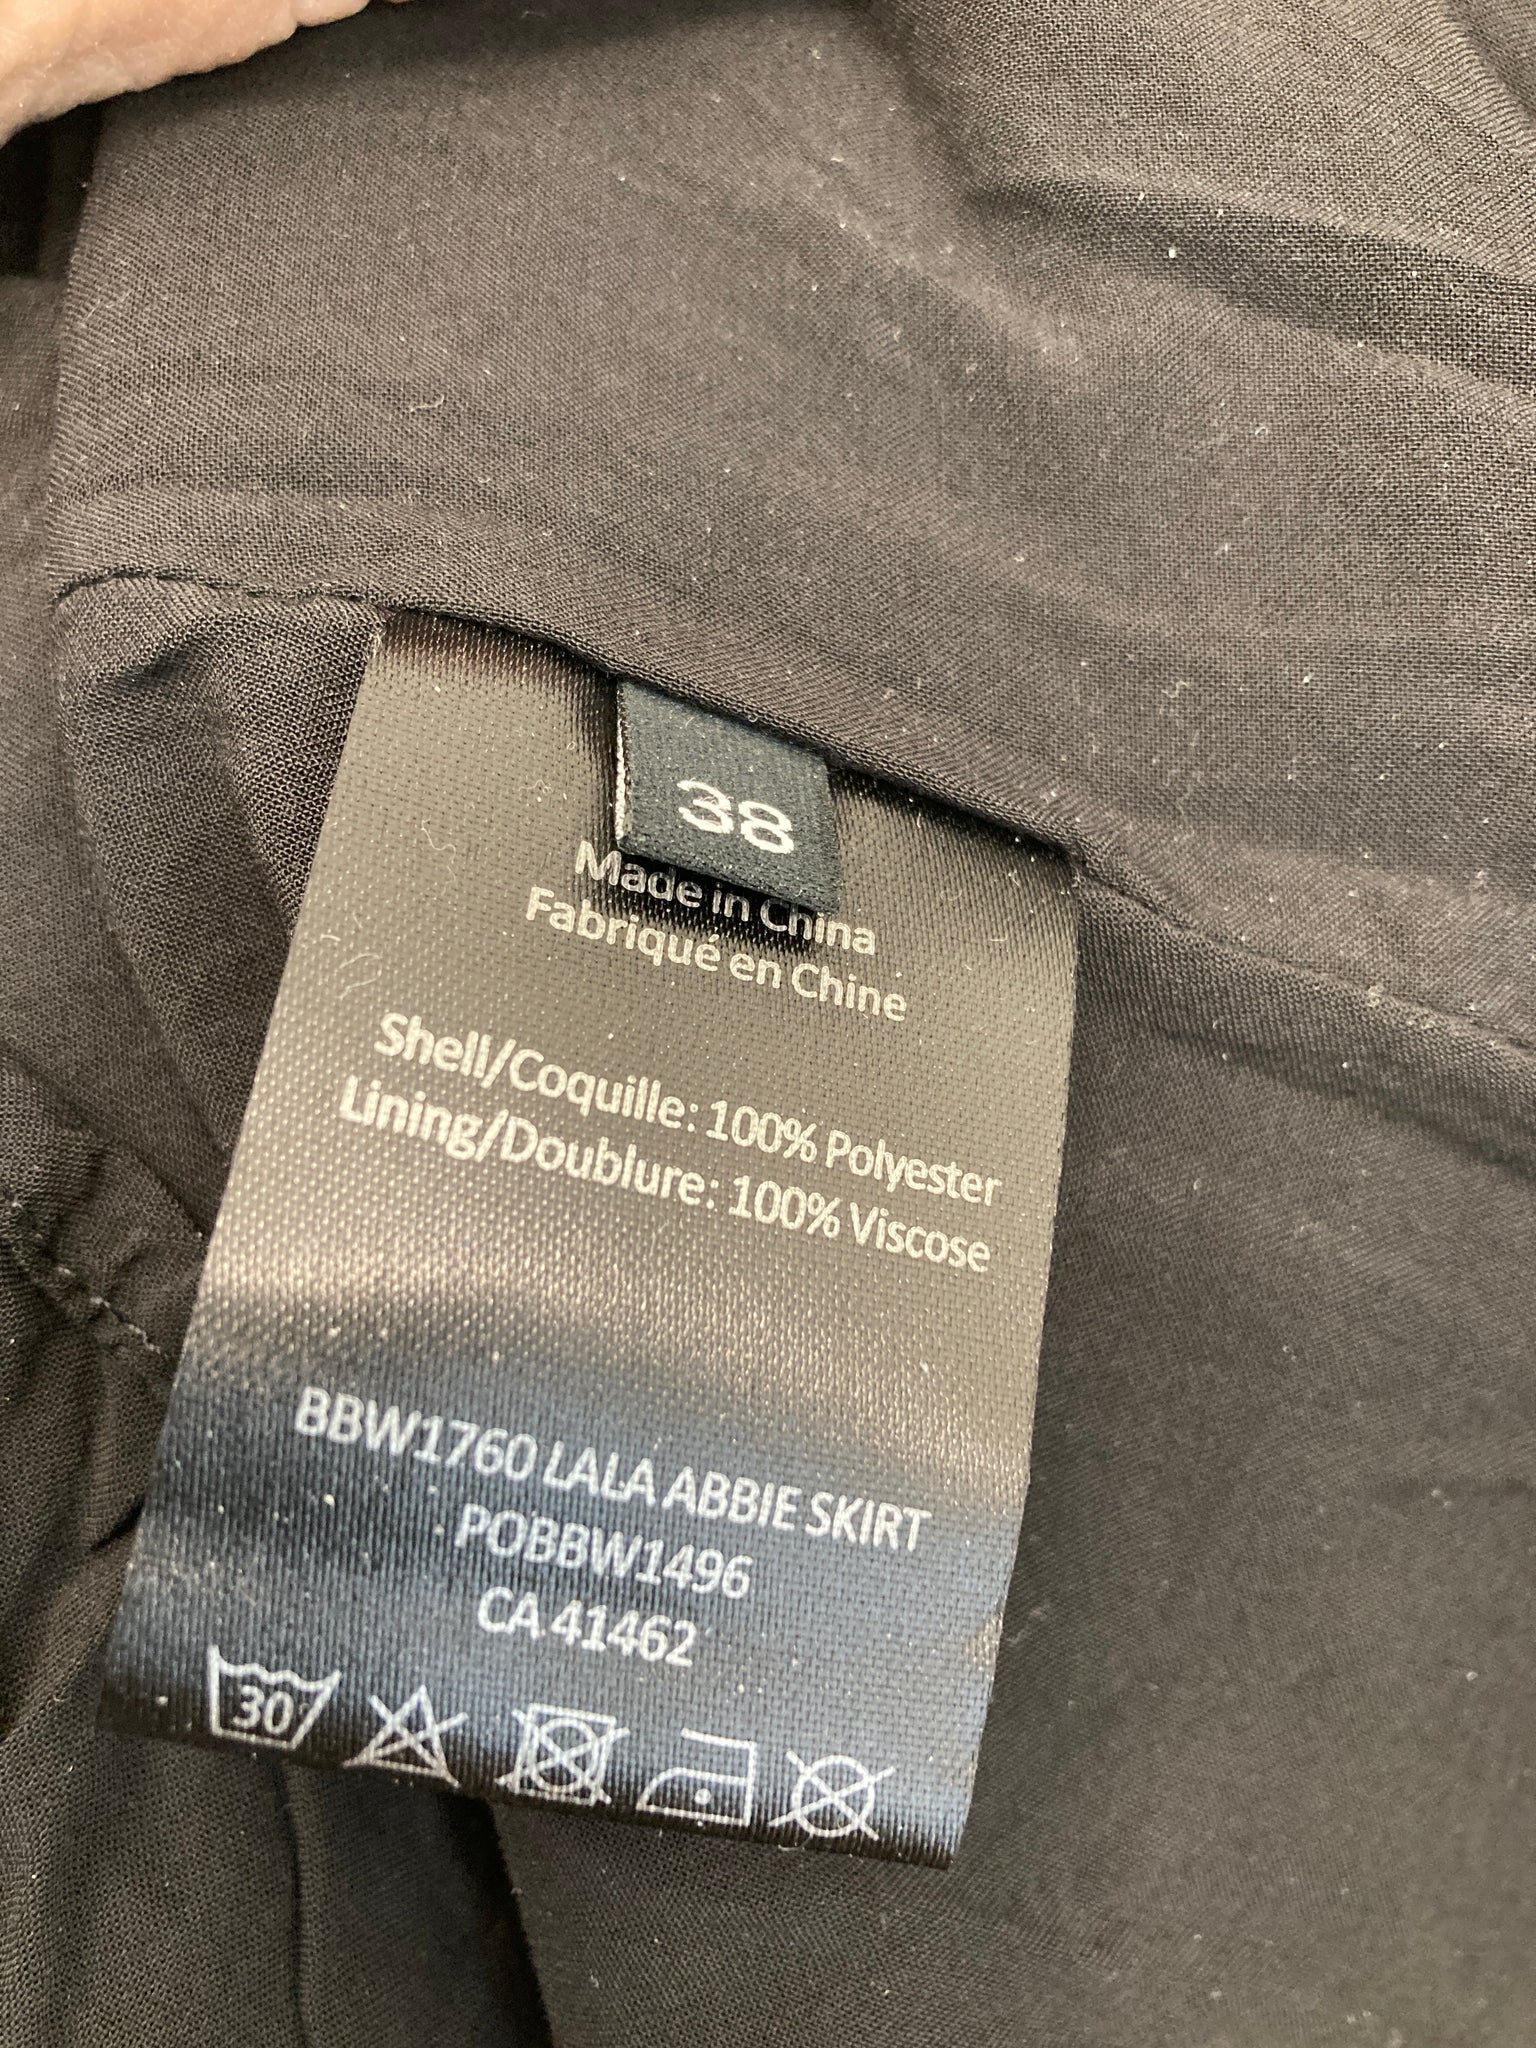 38
Made in China
Fabriqué en Chine
Shell/Coquille: 100% Polyester
Lining/Doublure: 100% Viscose
BBW1760 LALA ABBIE SKIRT
POBBW1496
CA 41462
30